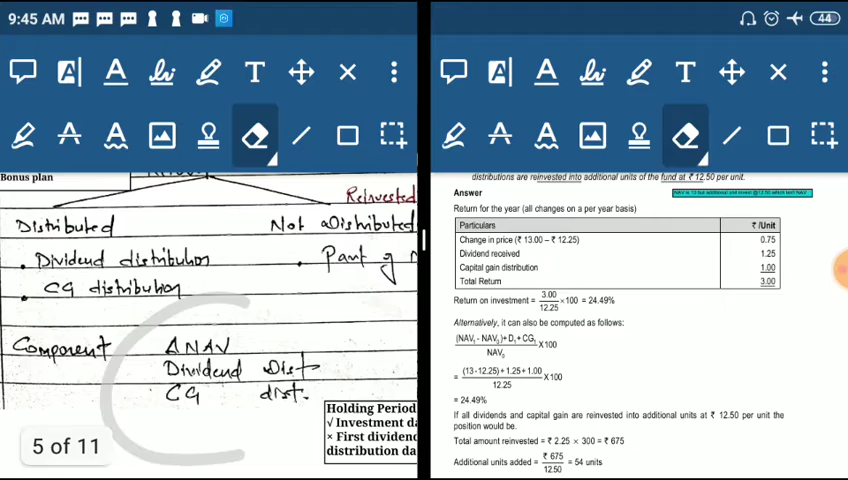 9:45 AM
44
Bonus plan
Reinvested
Distributed Not Distributed
. Dividend distribution . Part of
. CG distribution
Component ΔNAV
Dividend Dist
CG dist.
Holding Period
√ Investment da
× First dividend
distribution da
5 of 11
distributions are reinvested into additional units of the fund at ₹ 12.50 per unit.
Answer
Return for the year (all changes on a per year basis)
Particulars ₹/Unit
Change in price (₹ 13.00 – ₹ 12.25) 0.75
Dividend received 1.25
Capital gain distribution 1.00
Total Return 3.00
Return on investment = 3.00/12.25 ×100 = 24.49%
Alternatively, it can also be computed as follows:
(NAV₁ - NAV₀) + D₁ + CG₁ / NAV₀ X100
= (13 - 12.25) + 1.25 + 1.00 / 12.25 X100
= 24.49%
If all dividends and capital gain are reinvested into additional units at ₹ 12.50 per unit the
position would be.
Total amount reinvested = ₹ 2.25 × 300 = ₹ 675
Additional units added = ₹ 675 / 12.50 = 54 units